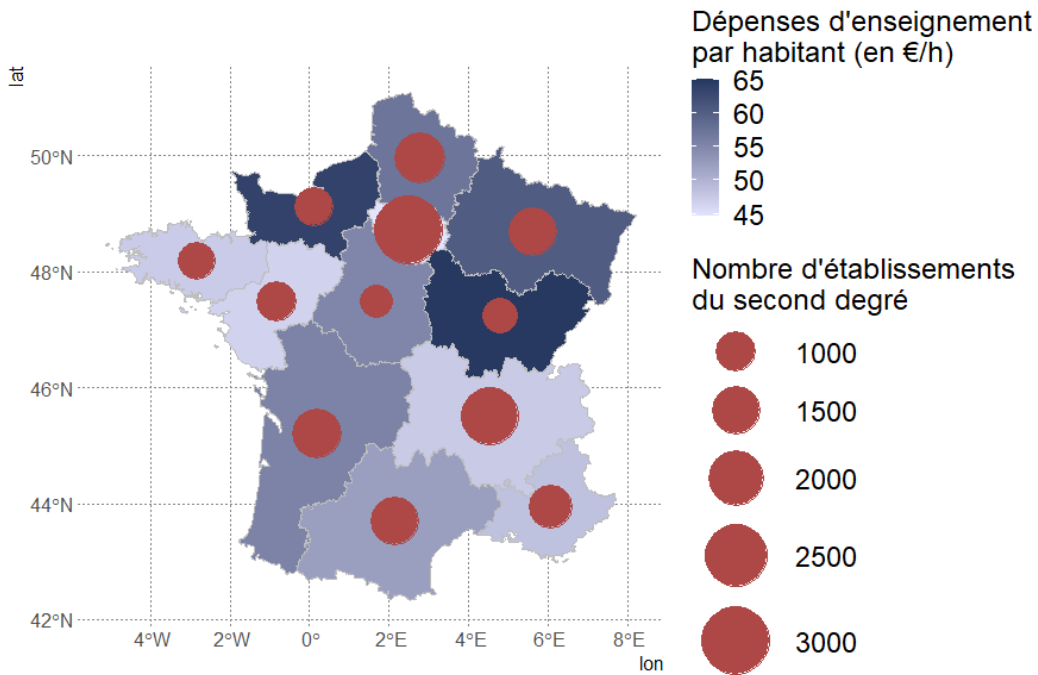 lat
50°N
48°N
46°N
44°N
42°N
4°W
2°W
0°
2°E
4°E
6°E
8°E
lon
Dépenses d'enseignement
par habitant (en €/h)
65
60
55
50
45
Nombre d'établissements
du second degré
1000
1500
2000
2500
3000